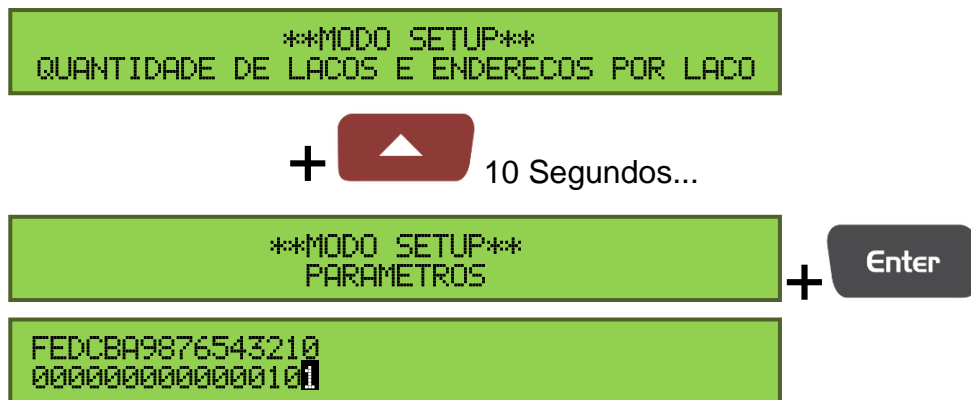 **MODO SETUP**
QUANTIDADE DE LACOS E ENDERECOS POR LACO
+ 10 Segundos...
**MODO SETUP**
PARAMETROS
+ Enter
FEDCBA9876543210
0000000000000101